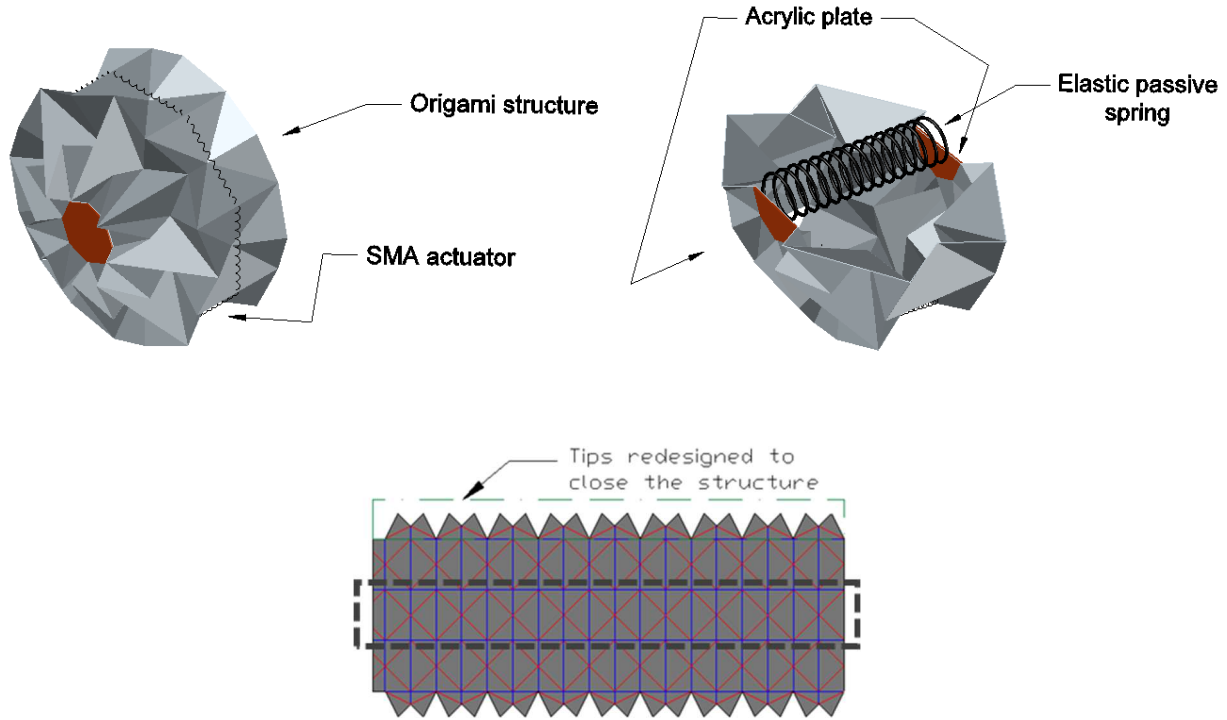 Acrylic plate
Origami structure
Elastic passive
spring
SMA actuator
Tips redesigned to
close the structure